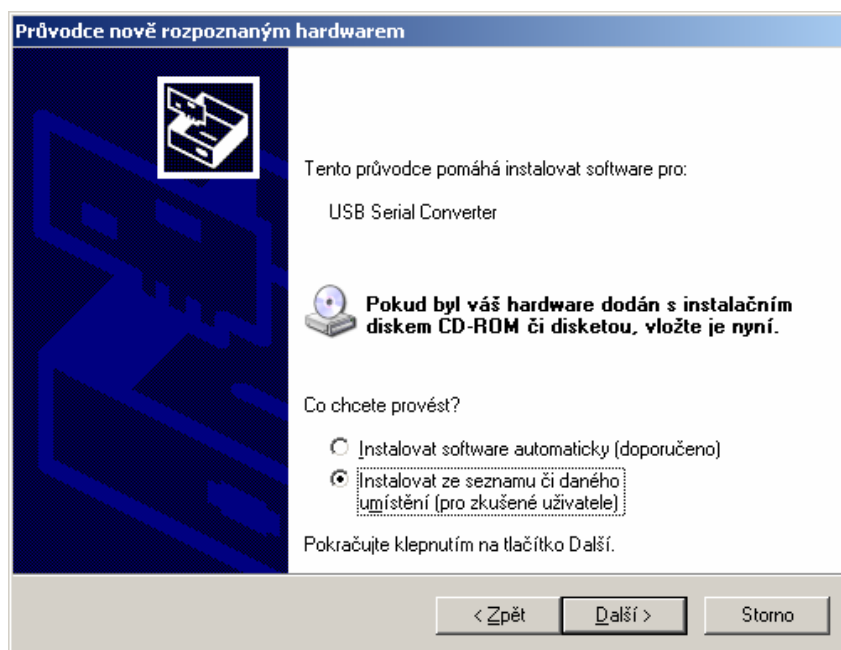 Průvodce nově rozpoznaným hardwarem
Tento průvodce pomáhá instalovat software pro:
USB Serial Converter
Pokud byl váš hardware dodán s instalačním
diskem CD-ROM či disketou, vložte je nyní.
Co chcete provést?
Instalovat software automaticky (doporučeno)
Instalovat ze seznamu či daného
umístění (pro zkušené uživatele)
Pokračujte klepnutím na tlačítko Další.
< Zpět
Další >
Storno